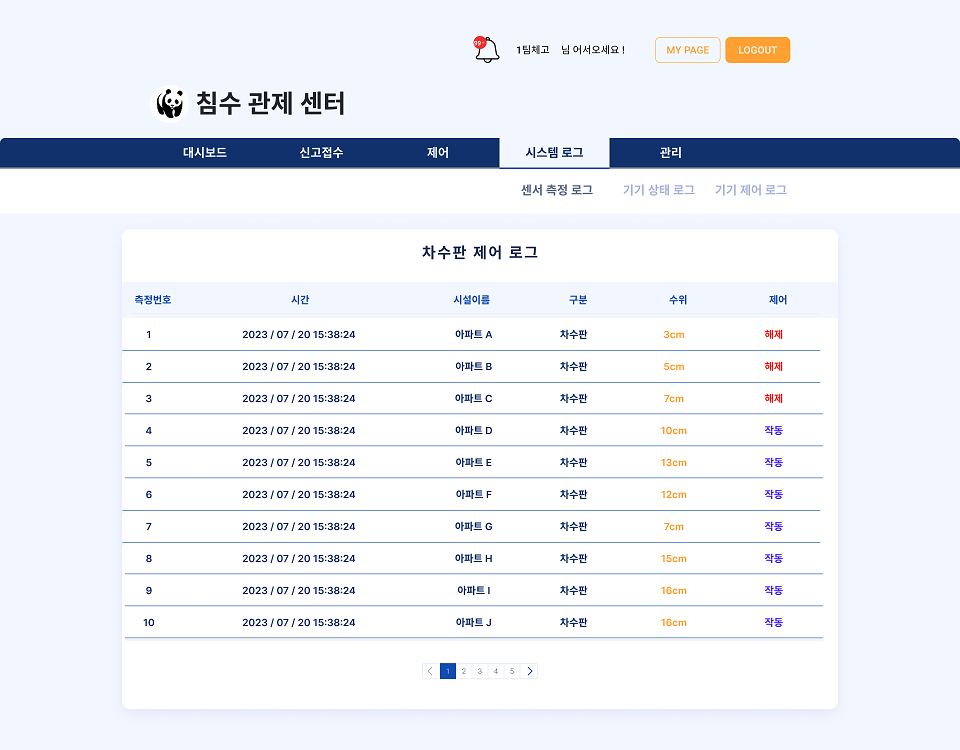 99+
1팀체고 님 어서오세요 !
MY PAGE
LOGOUT
침수 관제 센터
대시보드 신고접수 제어 시스템 로그 관리
센서 측정 로그 기기 상태 로그 기기 제어 로그
차수판 제어 로그
측정번호 시간 시설이름 구분 수위 제어
1 2023 / 07 / 20 15:38:24 아파트 A 차수판 3cm 해제
2 2023 / 07 / 20 15:38:24 아파트 B 차수판 5cm 해제
3 2023 / 07 / 20 15:38:24 아파트 C 차수판 7cm 해제
4 2023 / 07 / 20 15:38:24 아파트 D 차수판 10cm 작동
5 2023 / 07 / 20 15:38:24 아파트 E 차수판 13cm 작동
6 2023 / 07 / 20 15:38:24 아파트 F 차수판 12cm 작동
7 2023 / 07 / 20 15:38:24 아파트 G 차수판 7cm 작동
8 2023 / 07 / 20 15:38:24 아파트 H 차수판 15cm 작동
9 2023 / 07 / 20 15:38:24 아파트 I 차수판 16cm 작동
10 2023 / 07 / 20 15:38:24 아파트 J 차수판 16cm 작동
1 2 3 4 5